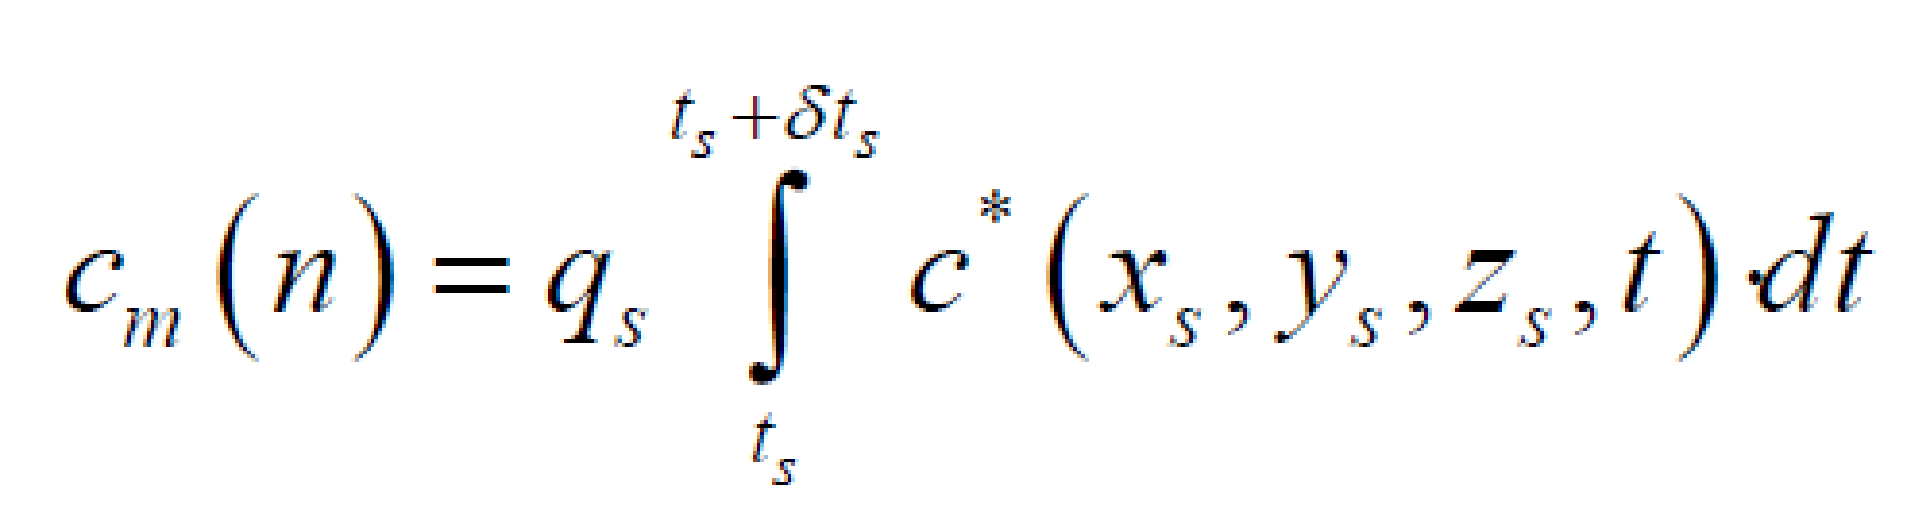 c_m(n) = q_s ∫_{t_s}^{t_s+δt_s} c^*(x_s, y_s, z_s, t)·dt